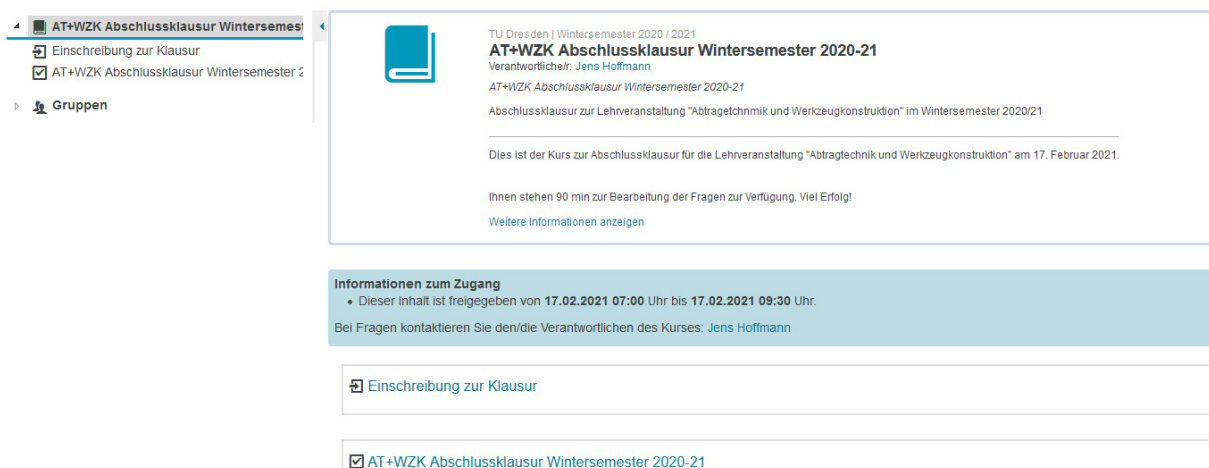 AT+WZK Abschlussklausur Wintersemest
Einschreibung zur Klausur
AT+WZK Abschlussklausur Wintersemester 2
Gruppen
TU Dresden | Wintersemester 2020 / 2021
AT+WZK Abschlussklausur Wintersemester 2020-21
Verantwortliche/r: Jens Hoffmann
AT+WZK Abschlussklausur Wintersemester 2020-21
Abschlussklausur zur Lehrveranstaltung "Abtragetchnmik und Werkzeugkonstruktion" im Wintersemester 2020/21
Dies ist der Kurs zur Abschlussklausur für die Lehrveranstaltung "Abtragtechnik und Werkzeugkonstruktion" am 17. Februar 2021.
Ihnen stehen 90 min zur Bearbeitung der Fragen zur Verfügung. Viel Erfolg!
Weitere Informationen anzeigen
Informationen zum Zugang
• Dieser Inhalt ist freigegeben von 17.02.2021 07:00 Uhr bis 17.02.2021 09:30 Uhr.
Bei Fragen kontaktieren Sie den/die Verantwortlichen des Kurses: Jens Hoffmann
Einschreibung zur Klausur
AT+WZK Abschlussklausur Wintersemester 2020-21